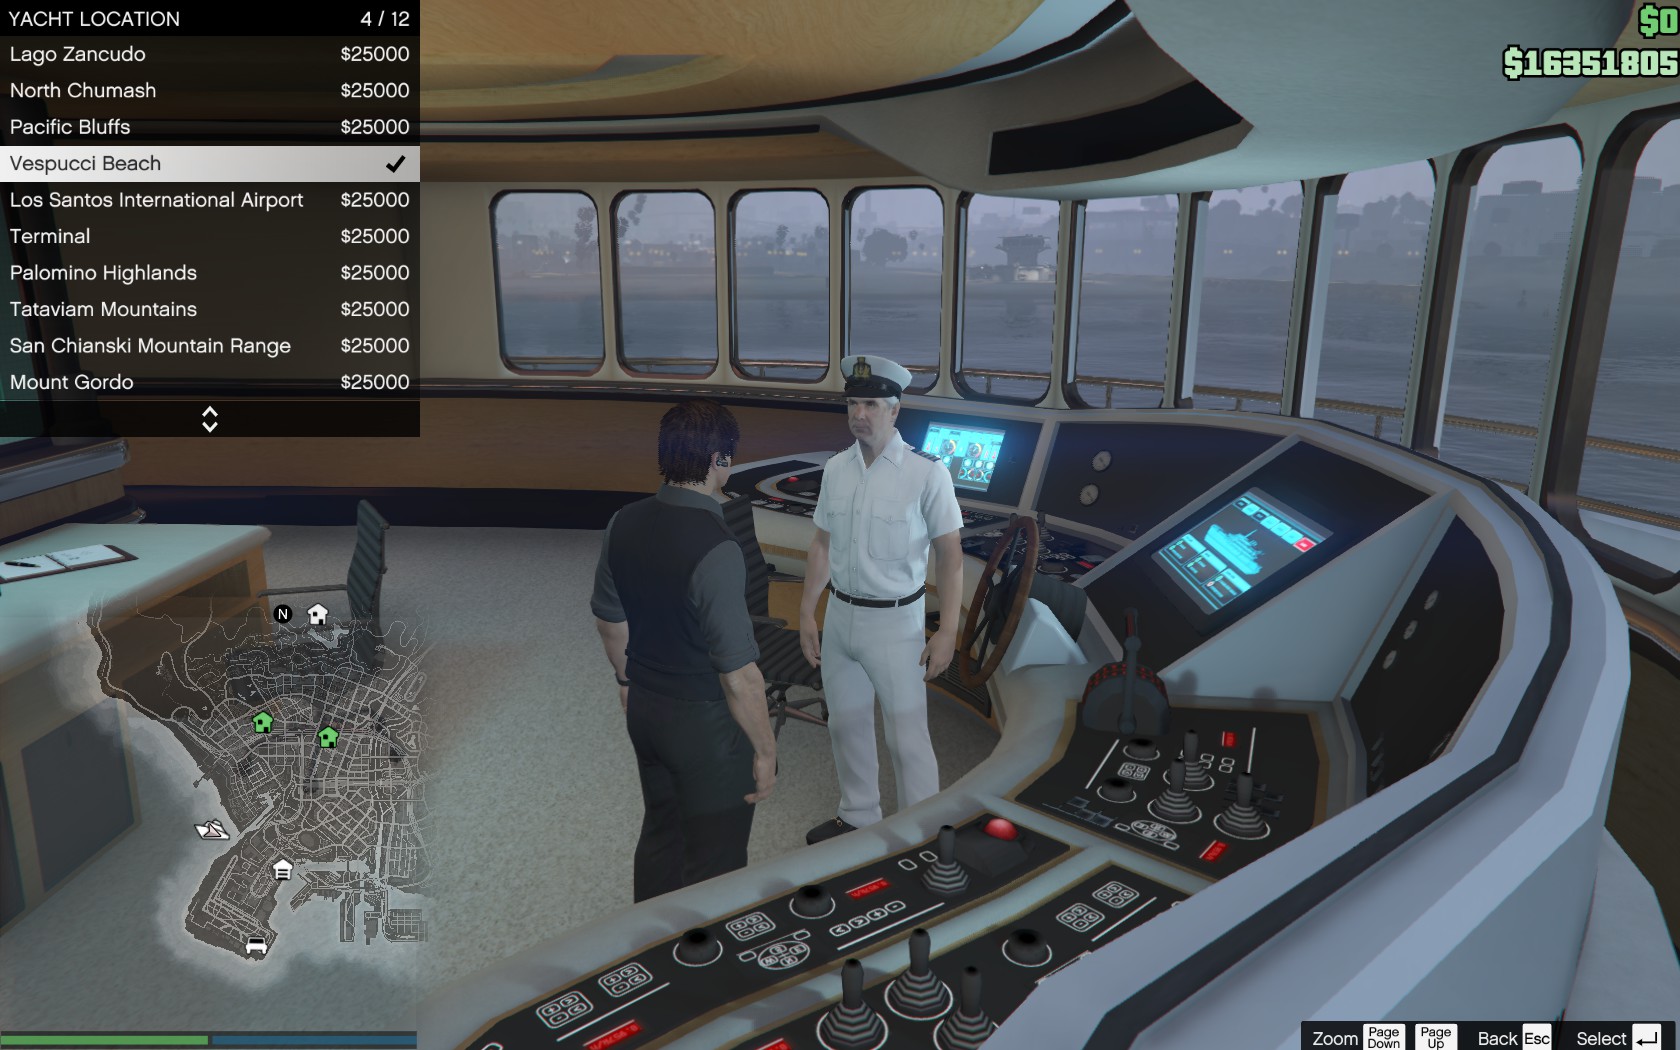 YACHT LOCATION 4 / 12
Lago Zancudo $25000
North Chumash $25000
Pacific Bluffs $25000
Vespucci Beach
Los Santos International Airport $25000
Terminal $25000
Palomino Highlands $25000
Tataviam Mountains $25000
San Chianski Mountain Range $25000
Mount Gordo $25000
$0
$16351805
N
Zoom Page Down Page Up Back Esc Select